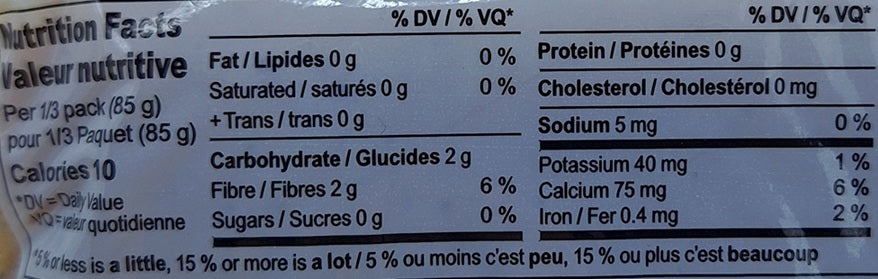 Nutrition Facts
Valeur nutritive
Per 1/3 pack (85 g)
pour 1/3 Paquet (85 g)
Calories 10
*DV = Daily Value
VQ = valeur quotidienne
% DV / % VQ*
Fat / Lipides 0 g 0 %
Saturated / saturés 0 g 0 %
+ Trans / trans 0 g
Carbohydrate / Glucides 2 g
Fibre / Fibres 2 g 6 %
Sugars / Sucres 0 g 0 %
% DV / % VQ*
Protein / Protéines 0 g
Cholesterol / Cholestérol 0 mg
Sodium 5 mg 0 %
Potassium 40 mg 1 %
Calcium 75 mg 6 %
Iron / Fer 0.4 mg 2 %
*5% or less is a little, 15 % or more is a lot / 5 % ou moins c'est peu, 15 % ou plus c'est beaucoup